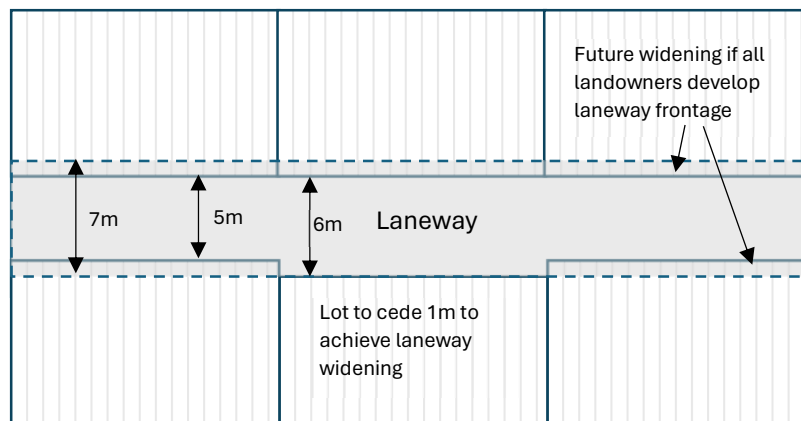 Future widening if all
landowners develop
laneway frontage
7m
5m
6m
Laneway
Lot to cede 1m to
achieve laneway
widening